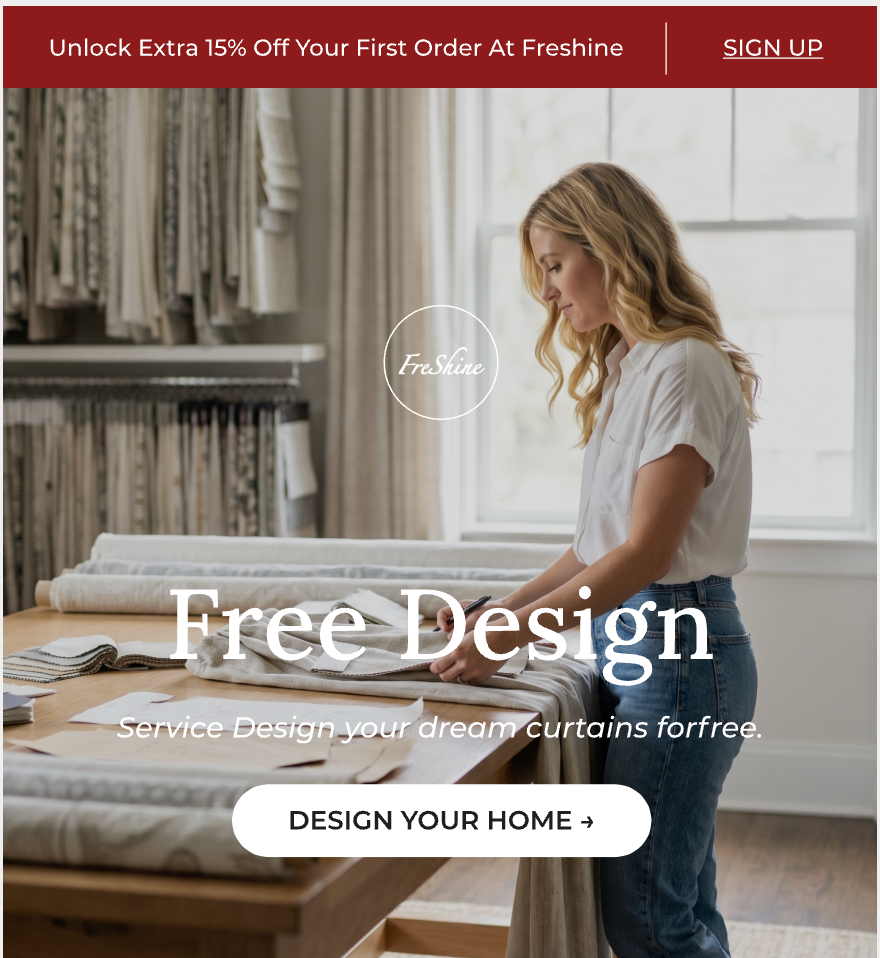 Unlock Extra 15% Off Your First Order At Freshine
SIGN UP
FreShine
Free Design
Service Design your dream curtains forfree.
DESIGN YOUR HOME →